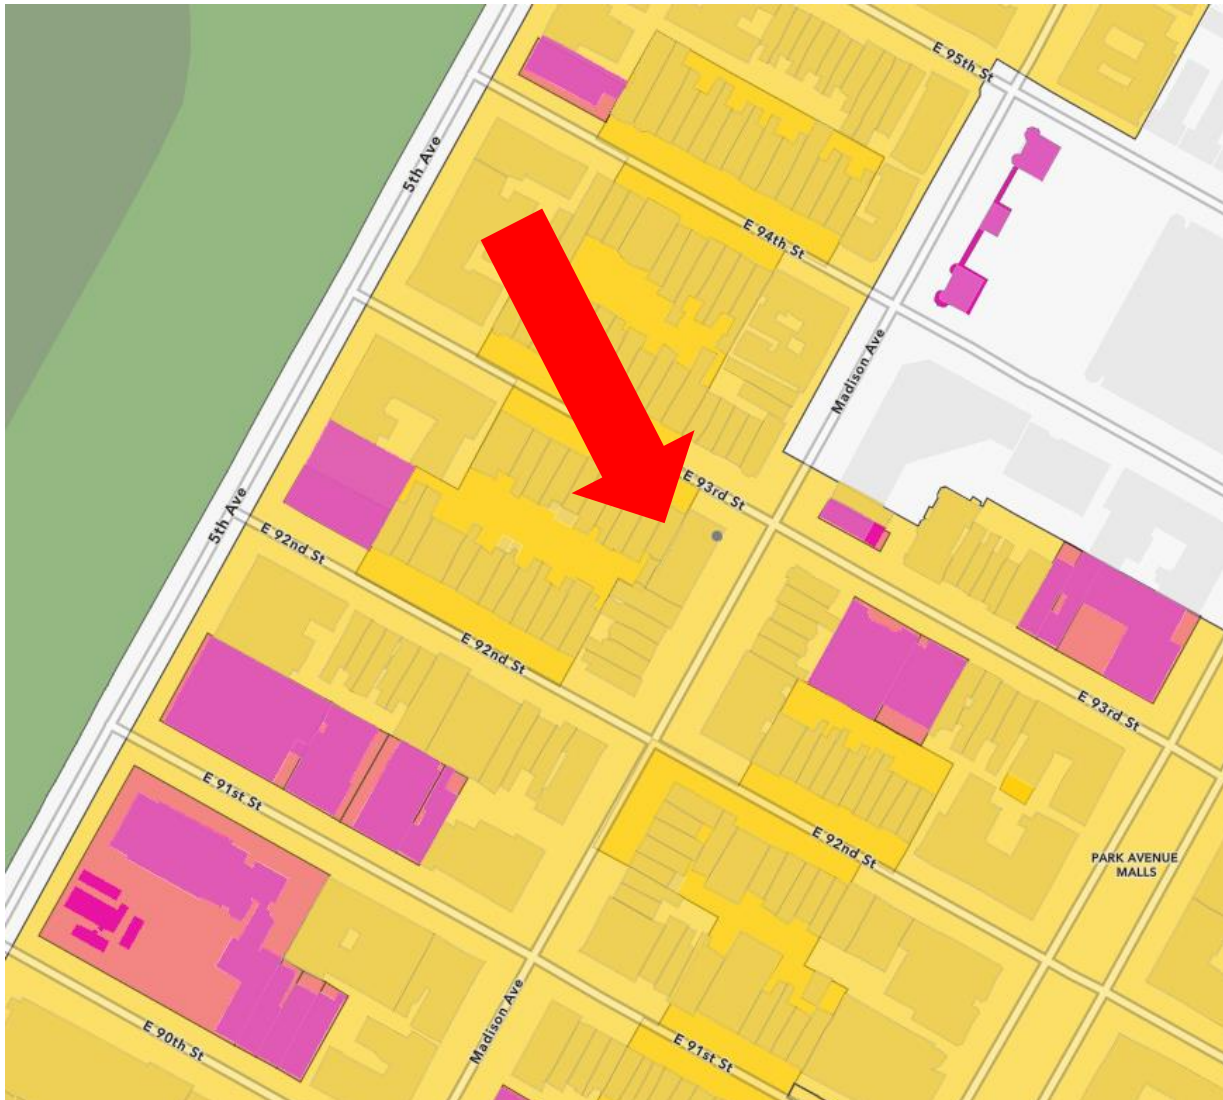 E 95th St
5th Ave
E 94th St
Madison Ave
E 93rd St
5th Ave
E 92nd St
E 92nd St
E 93rd St
E 91st St
E 92nd St
PARK AVENUE
MALLS
Madison Ave
E 90th St
E 91st St